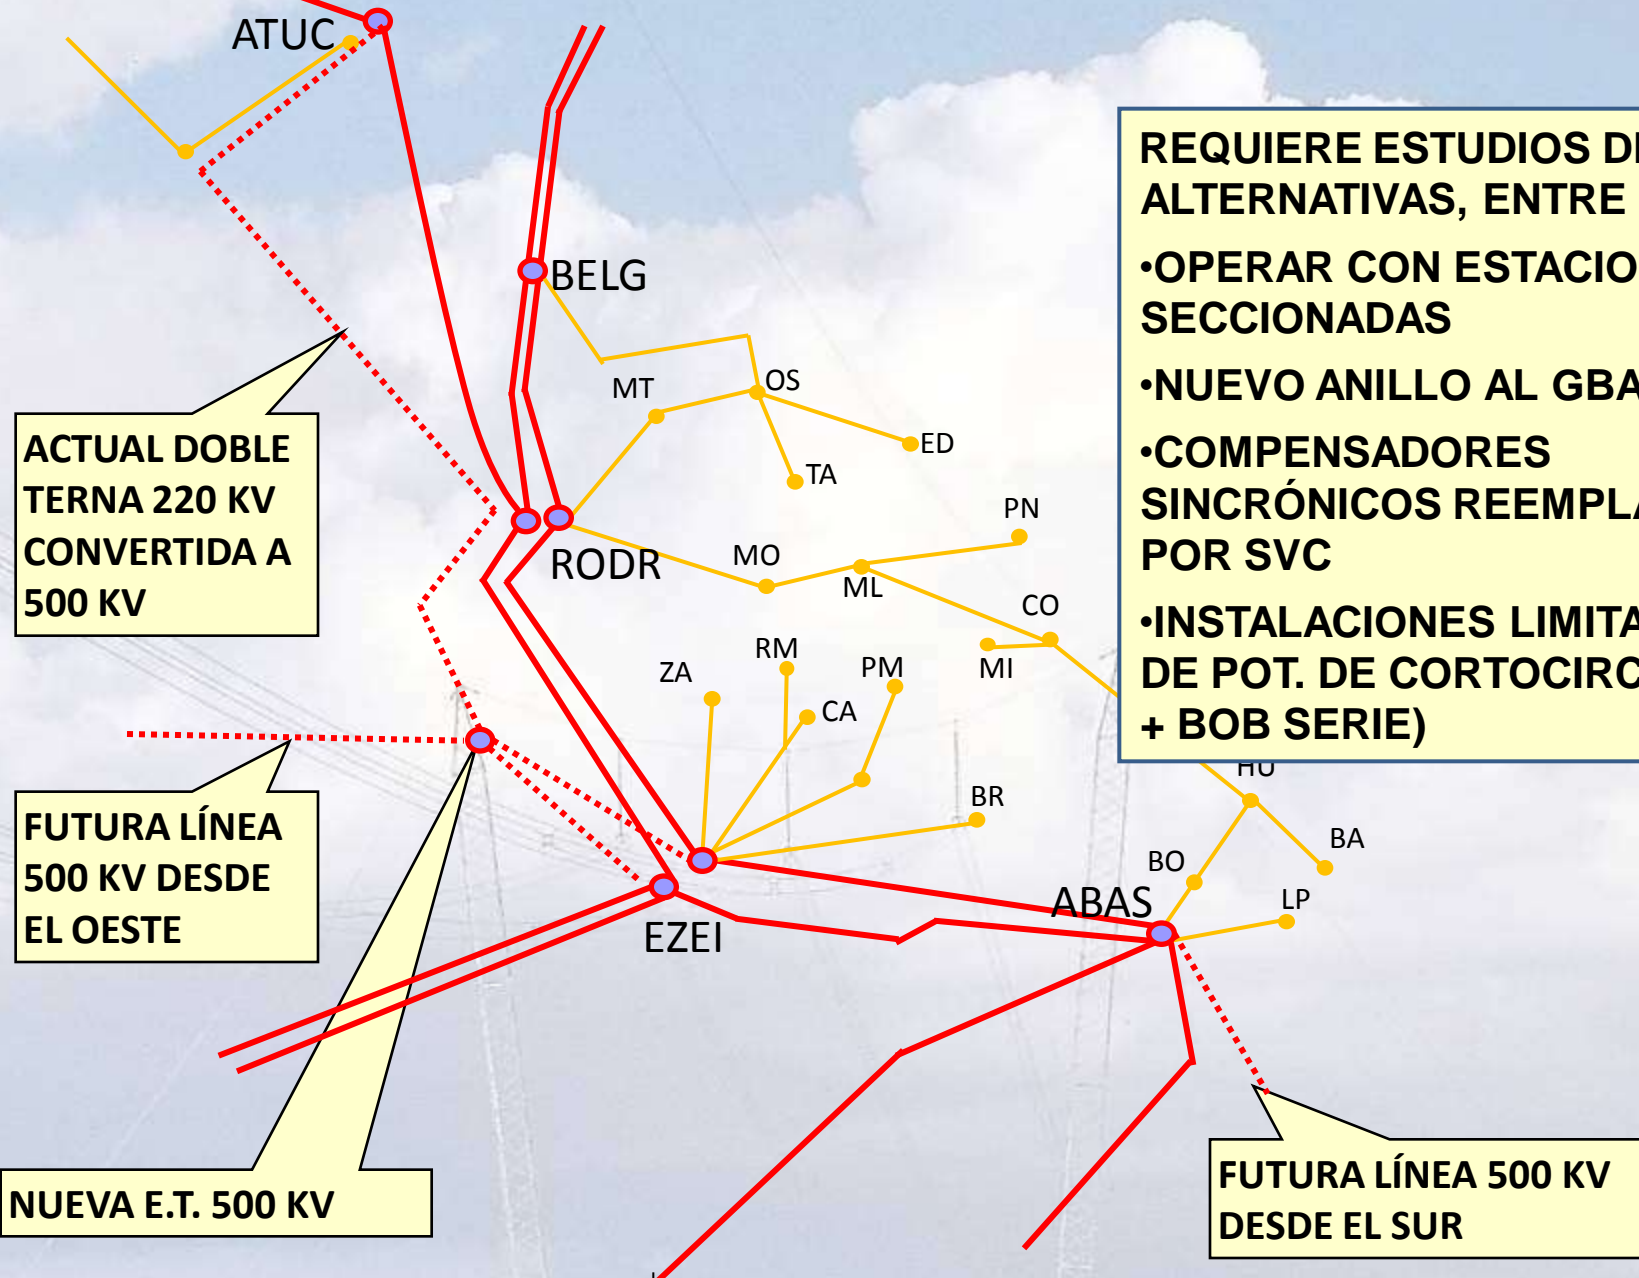 ATUC
REQUIERE ESTUDIOS DE
ALTERNATIVAS, ENTRE
•OPERAR CON ESTACIO
SECCIONADAS
•NUEVO ANILLO AL GBA
•COMPENSADORES
SINCRÓNICOS REEMPLA
POR SVC
•INSTALACIONES LIMITA
DE POT. DE CORTOCIRC
+ BOB SERIE)
BELG
MT
OS
ED
TA
ACTUAL DOBLE
TERNA 220 KV
CONVERTIDA A
500 KV
RODR
MO
ML
PN
CO
MI
ZA
RM
PM
CA
BR
HU
BA
BO
LP
ABAS
EZEI
FUTURA LÍNEA
500 KV DESDE
EL OESTE
NUEVA E.T. 500 KV
FUTURA LÍNEA 500 KV
DESDE EL SUR